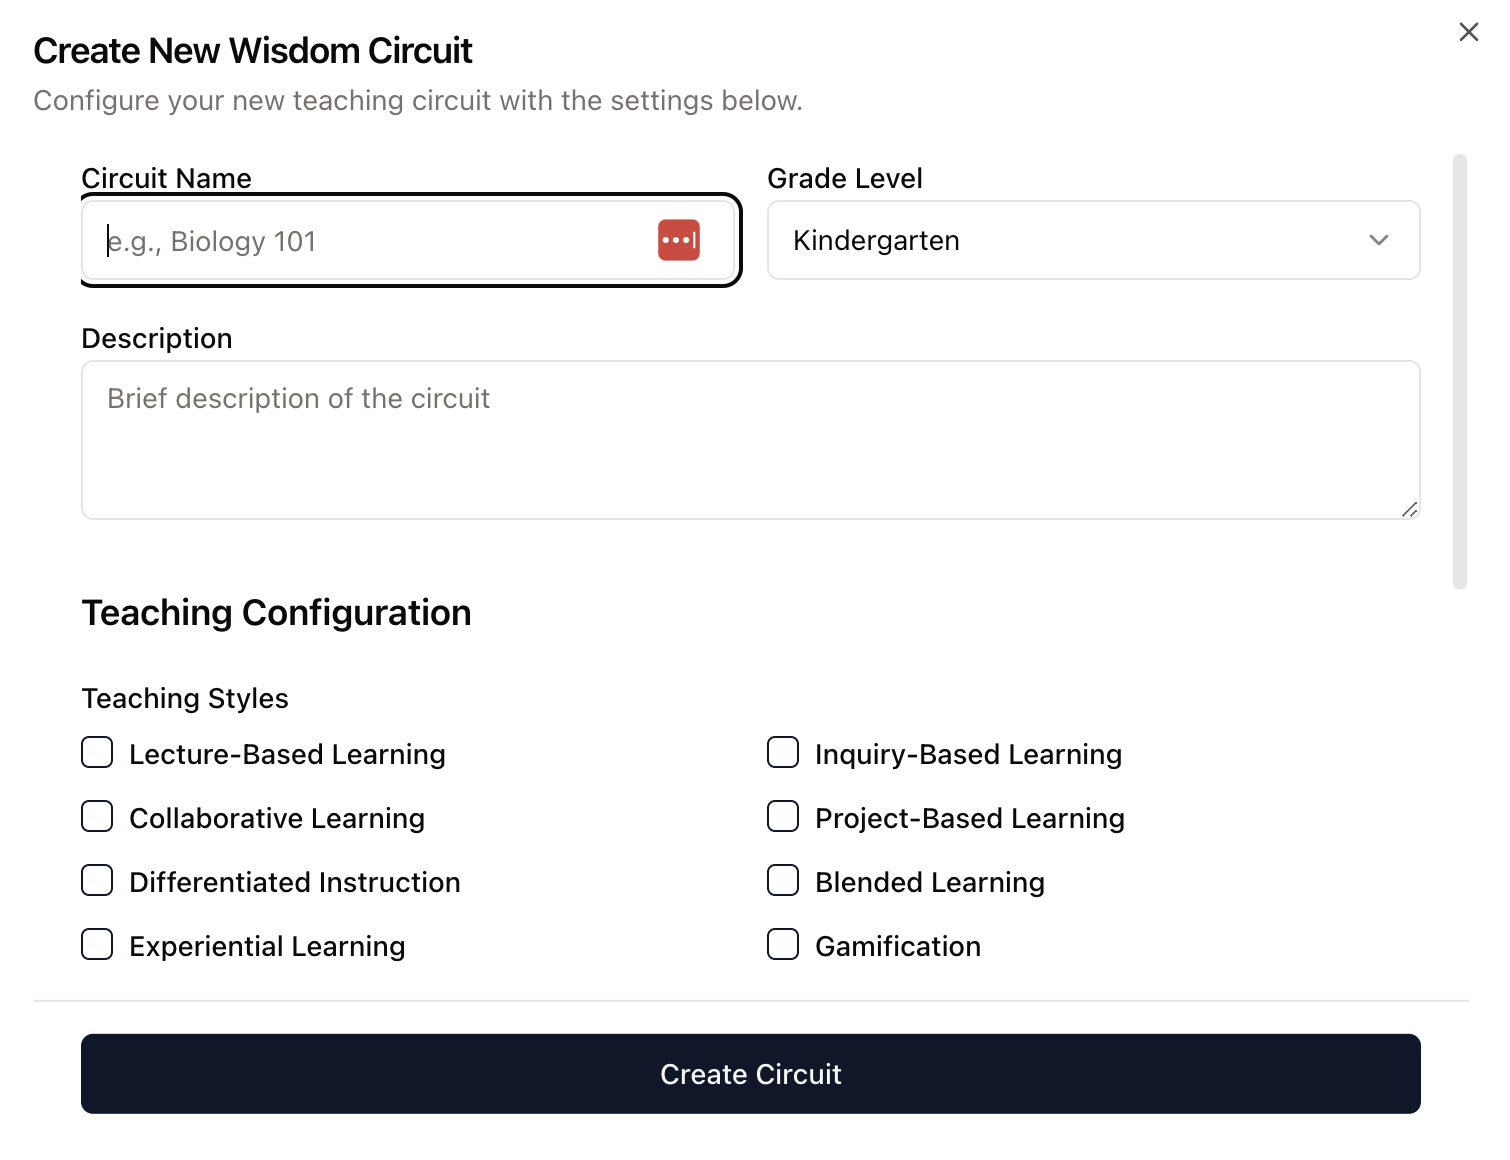 Create New Wisdom Circuit
Configure your new teaching circuit with the settings below.
Circuit Name
Grade Level
e.g., Biology 101
Kindergarten
Description
Brief description of the circuit
Teaching Configuration
Teaching Styles
Lecture-Based Learning
Inquiry-Based Learning
Collaborative Learning
Project-Based Learning
Differentiated Instruction
Blended Learning
Experiential Learning
Gamification
Create Circuit